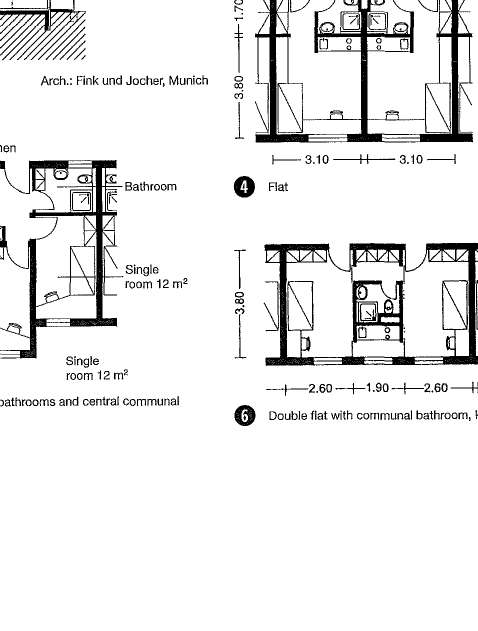 1.70
3.80
Arch.: Fink und Jocher, Munich
3.10 3.10
4 Flat
Bathroom
Single
room 12 m²
3.80
Single
room 12 m²
2.60 1.90 2.60
bathrooms and central communal
6 Double flat with communal bathroom,